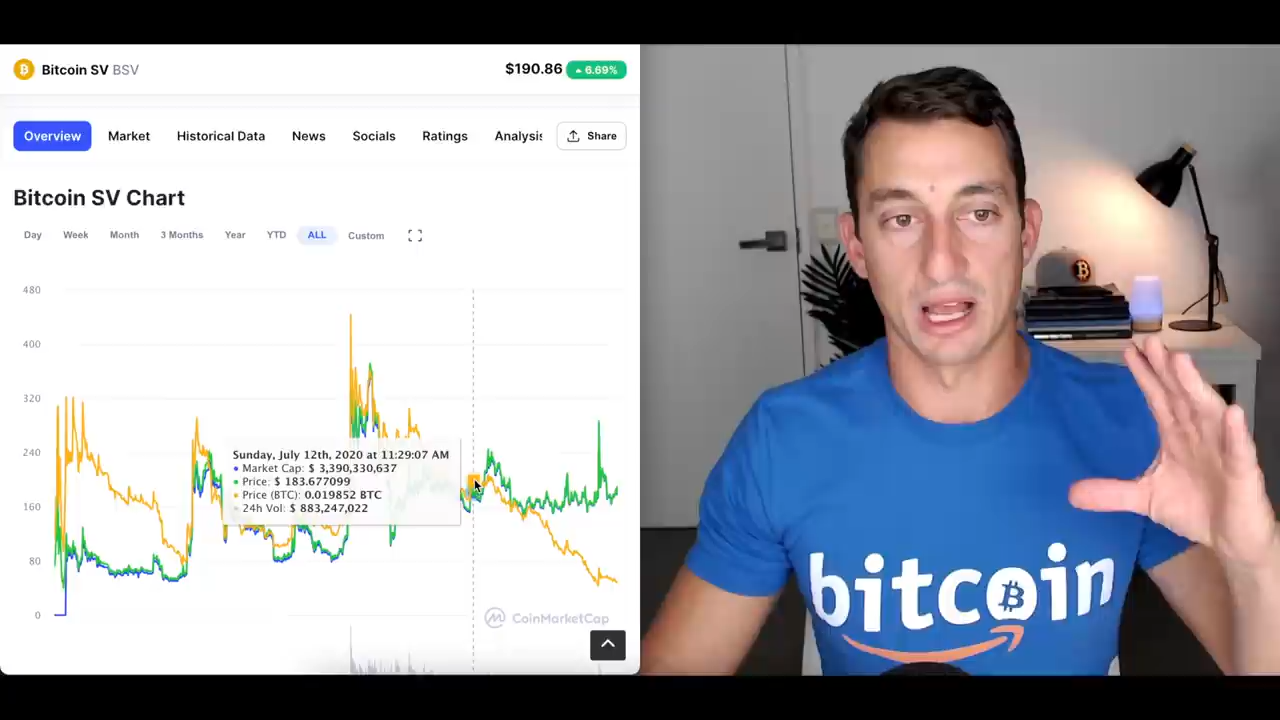 Bitcoin SV BSV
$190.86 6.69%
Overview Market Historical Data News Socials Ratings Analysis Share
Bitcoin SV Chart
Day Week Month 3 Months Year YTD ALL Custom
480
400
320
240
160
80
0
Sunday, July 12th, 2020 at 11:29:07 AM
Market Cap: $ 3,390,330,637
Price: $ 183.677099
Price (BTC): 0.019852 BTC
24h Vol: $ 883,247,022
CoinMarketCap
bitcoin